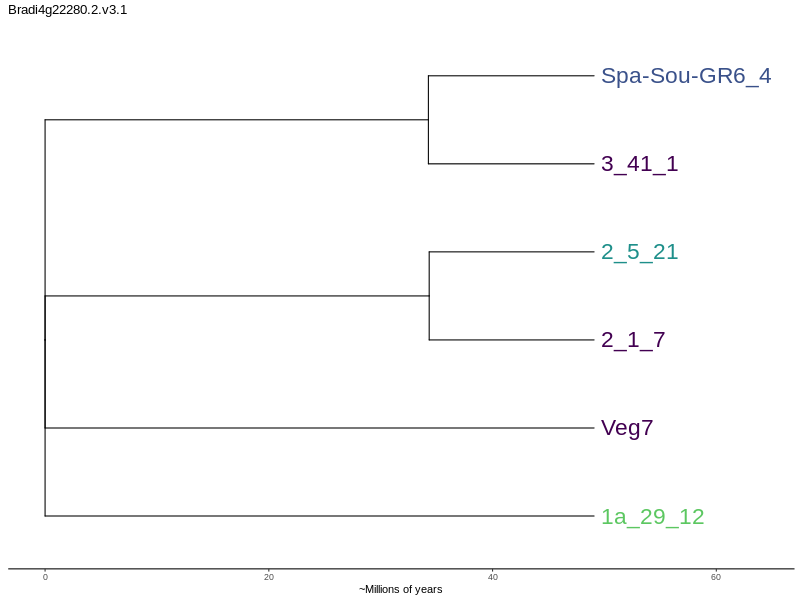 Bradi4g22280.2.v3.1
Spa-Sou-GR6_4
3_41_1
2_5_21
2_1_7
Veg7
1a_29_12
0 20 40 60
~Millions of years